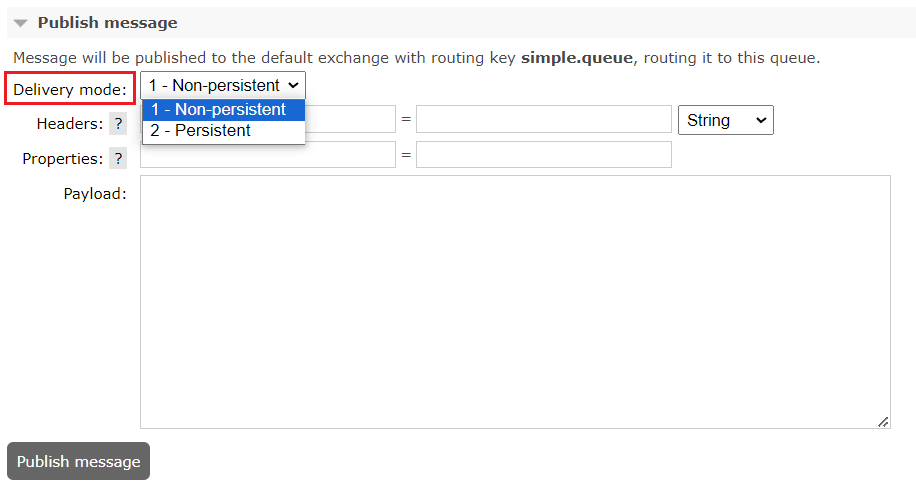 Publish message
Message will be published to the default exchange with routing key simple.queue, routing it to this queue.
Delivery mode: 1 - Non-persistent
1 - Non-persistent
2 - Persistent
Headers: ? = String
Properties: ? =
Payload:
Publish message